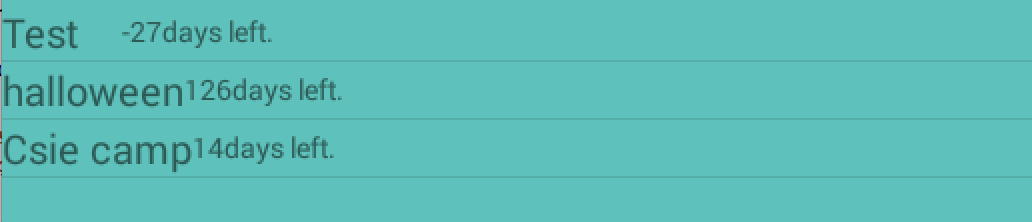 Test -27days left.
halloween126days left.
Csie camp14days left.